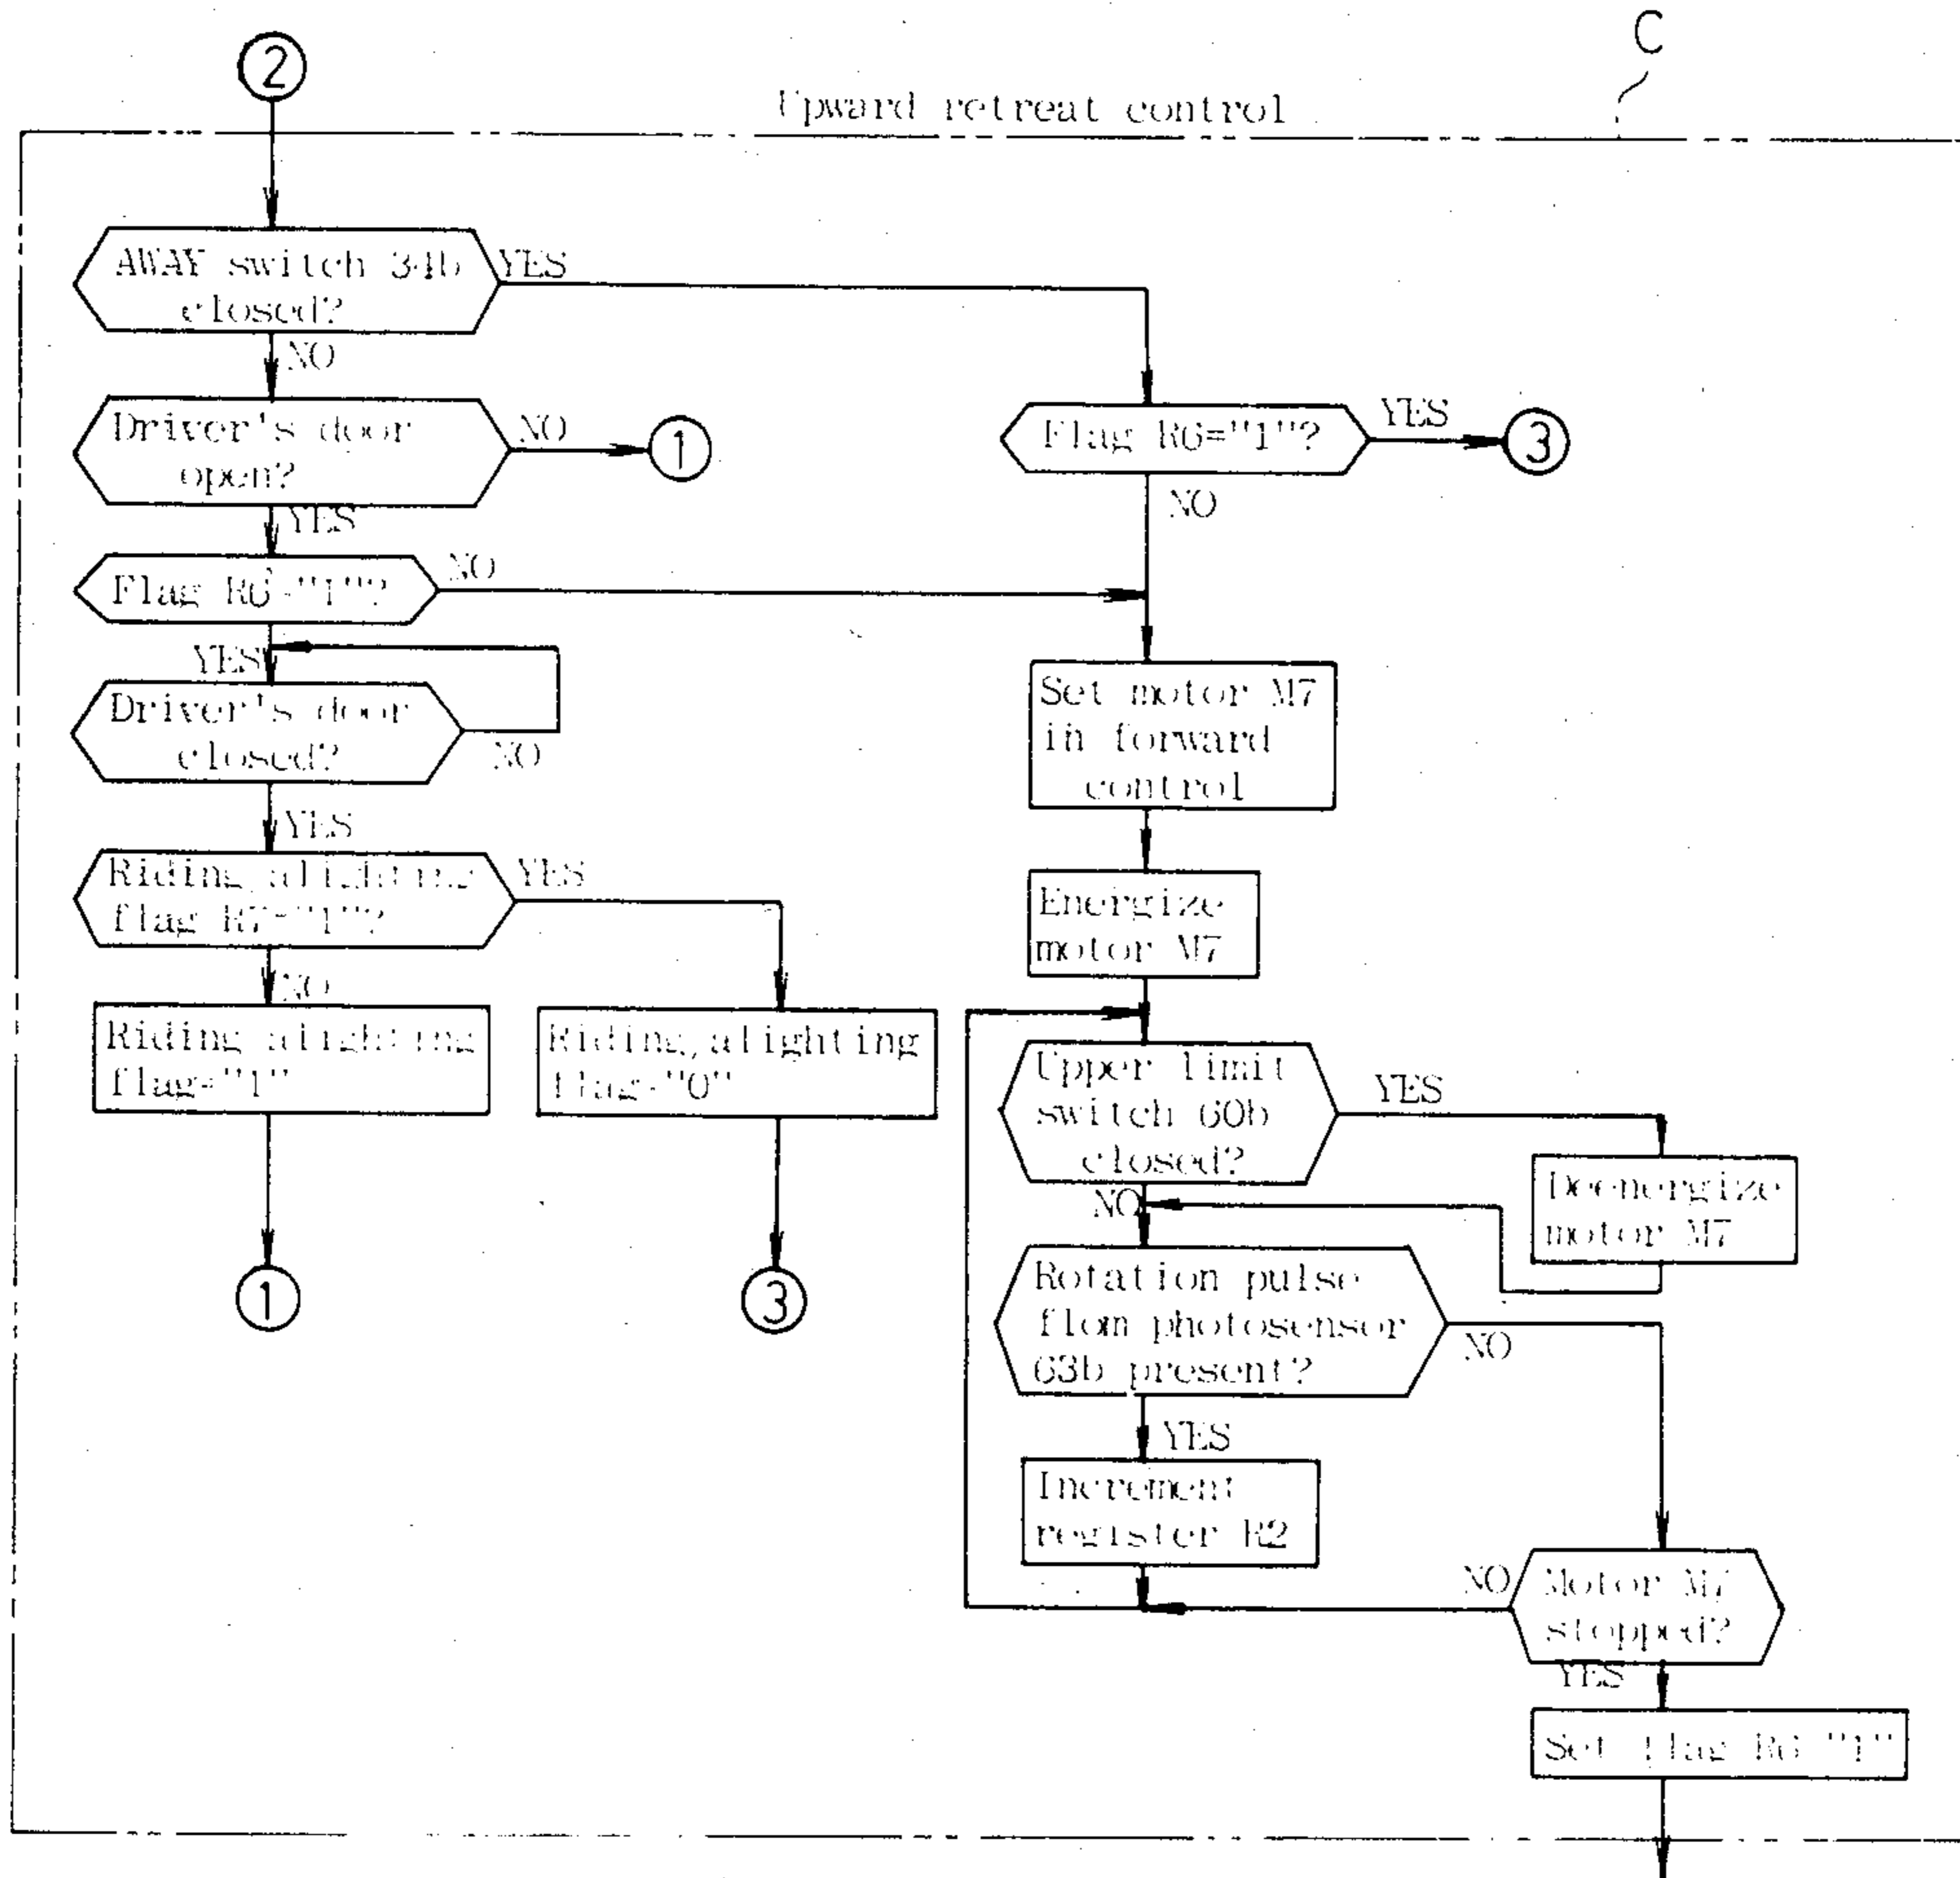 C
2
Upward retreat control
AWAY switch 34b
closed?
YES
NO
Driver's door
open?
NO
1
YES
Flag R6="1"?
YES
3
NO
Flag R6="1"?
NO
YES
Driver's door
closed?
NO
YES
Set motor M7
in forward
control
Riding alighting
flag R7="1"?
YES
NO
Energize
motor M7
Riding alighting
flag="1"
Riding, alighting
flag="0"
1
3
Upper limit
switch 60b
closed?
YES
NO
Deenergize
motor M7
Rotation pulse
flom photosensor
63b present?
NO
YES
Increment
register R2
NO
Motor M7
stopped?
YES
Set flag R6 "1"